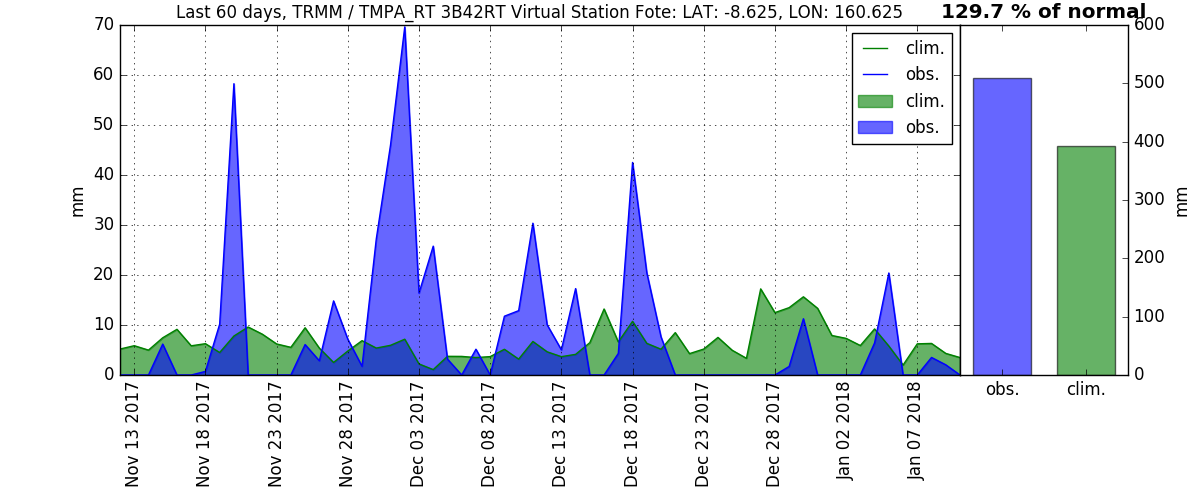 Last 60 days, TRMM / TMPA_RT 3B42RT Virtual Station Fote: LAT: -8.625, LON: 160.625
129.7 % of normal
70
60
50
40
30
20
10
0
mm
clim.
obs.
clim.
obs.
600
500
400
300
200
100
0
mm
Nov 13 2017
Nov 18 2017
Nov 23 2017
Nov 28 2017
Dec 03 2017
Dec 08 2017
Dec 13 2017
Dec 18 2017
Dec 23 2017
Dec 28 2017
Jan 02 2018
Jan 07 2018
obs.
clim.